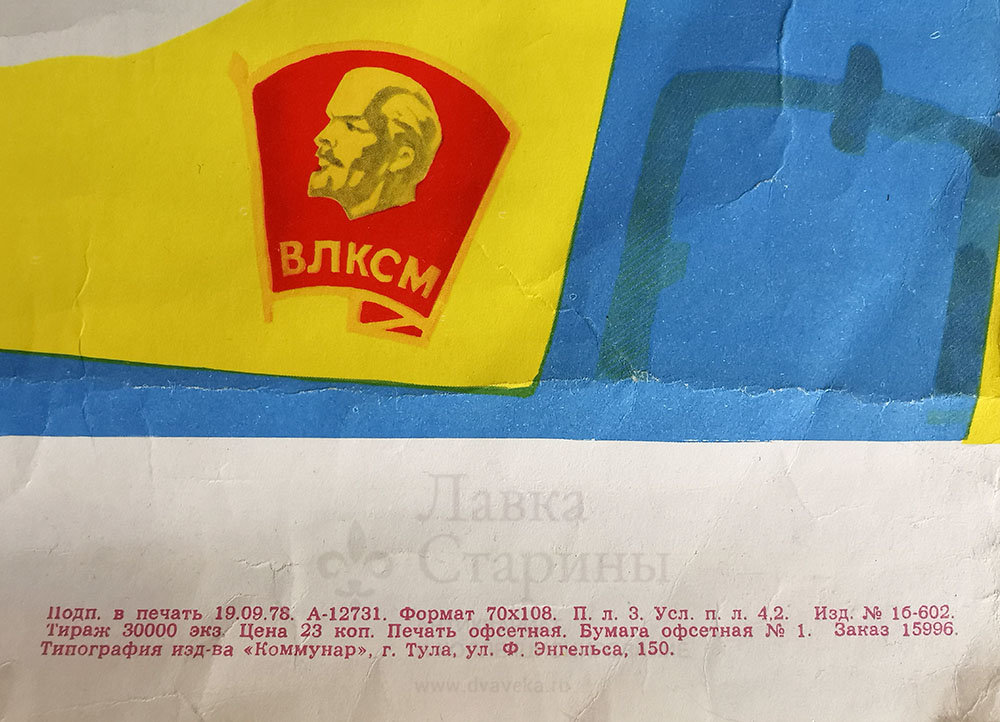 ВЛКСМ
Лавка
Старины
Подп. в печать 19.09.78. А-12731. Формат 70х108. П. л. 3. Усл. п. л. 4,2. Изд. № 1б-602.
Тираж 30000 экз. Цена 23 коп. Печать офсетная. Бумага офсетная № 1. Заказ 15996.
Типография изд-ва «Коммунар», г. Тула, ул. Ф. Энгельса, 150.
www.dvaveka.ru